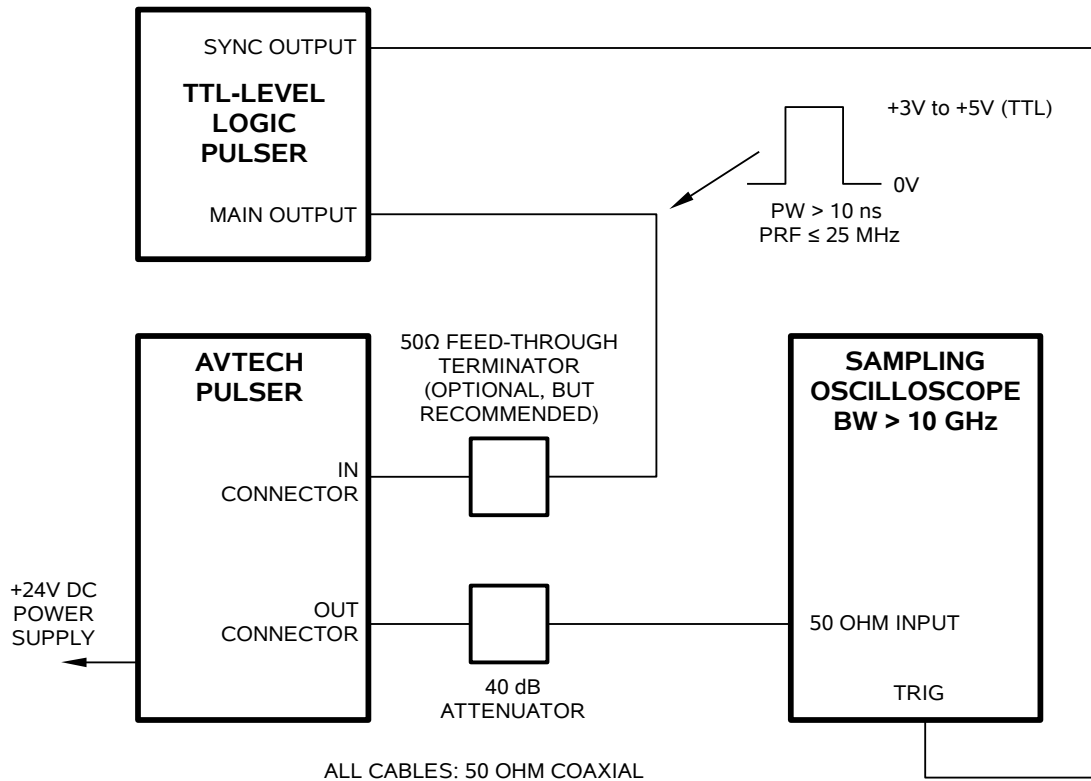 SYNC OUTPUT
TTL-LEVEL
LOGIC
PULSER
MAIN OUTPUT
+3V to +5V (TTL)
0V
PW > 10 ns
PRF ≤ 25 MHz
AVTECH
PULSER
IN
CONNECTOR
OUT
CONNECTOR
50Ω FEED-THROUGH
TERMINATOR
(OPTIONAL, BUT
RECOMMENDED)
SAMPLING
OSCILLOSCOPE
BW > 10 GHz
50 OHM INPUT
TRIG
+24V DC
POWER
SUPPLY
40 dB
ATTENUATOR
ALL CABLES: 50 OHM COAXIAL